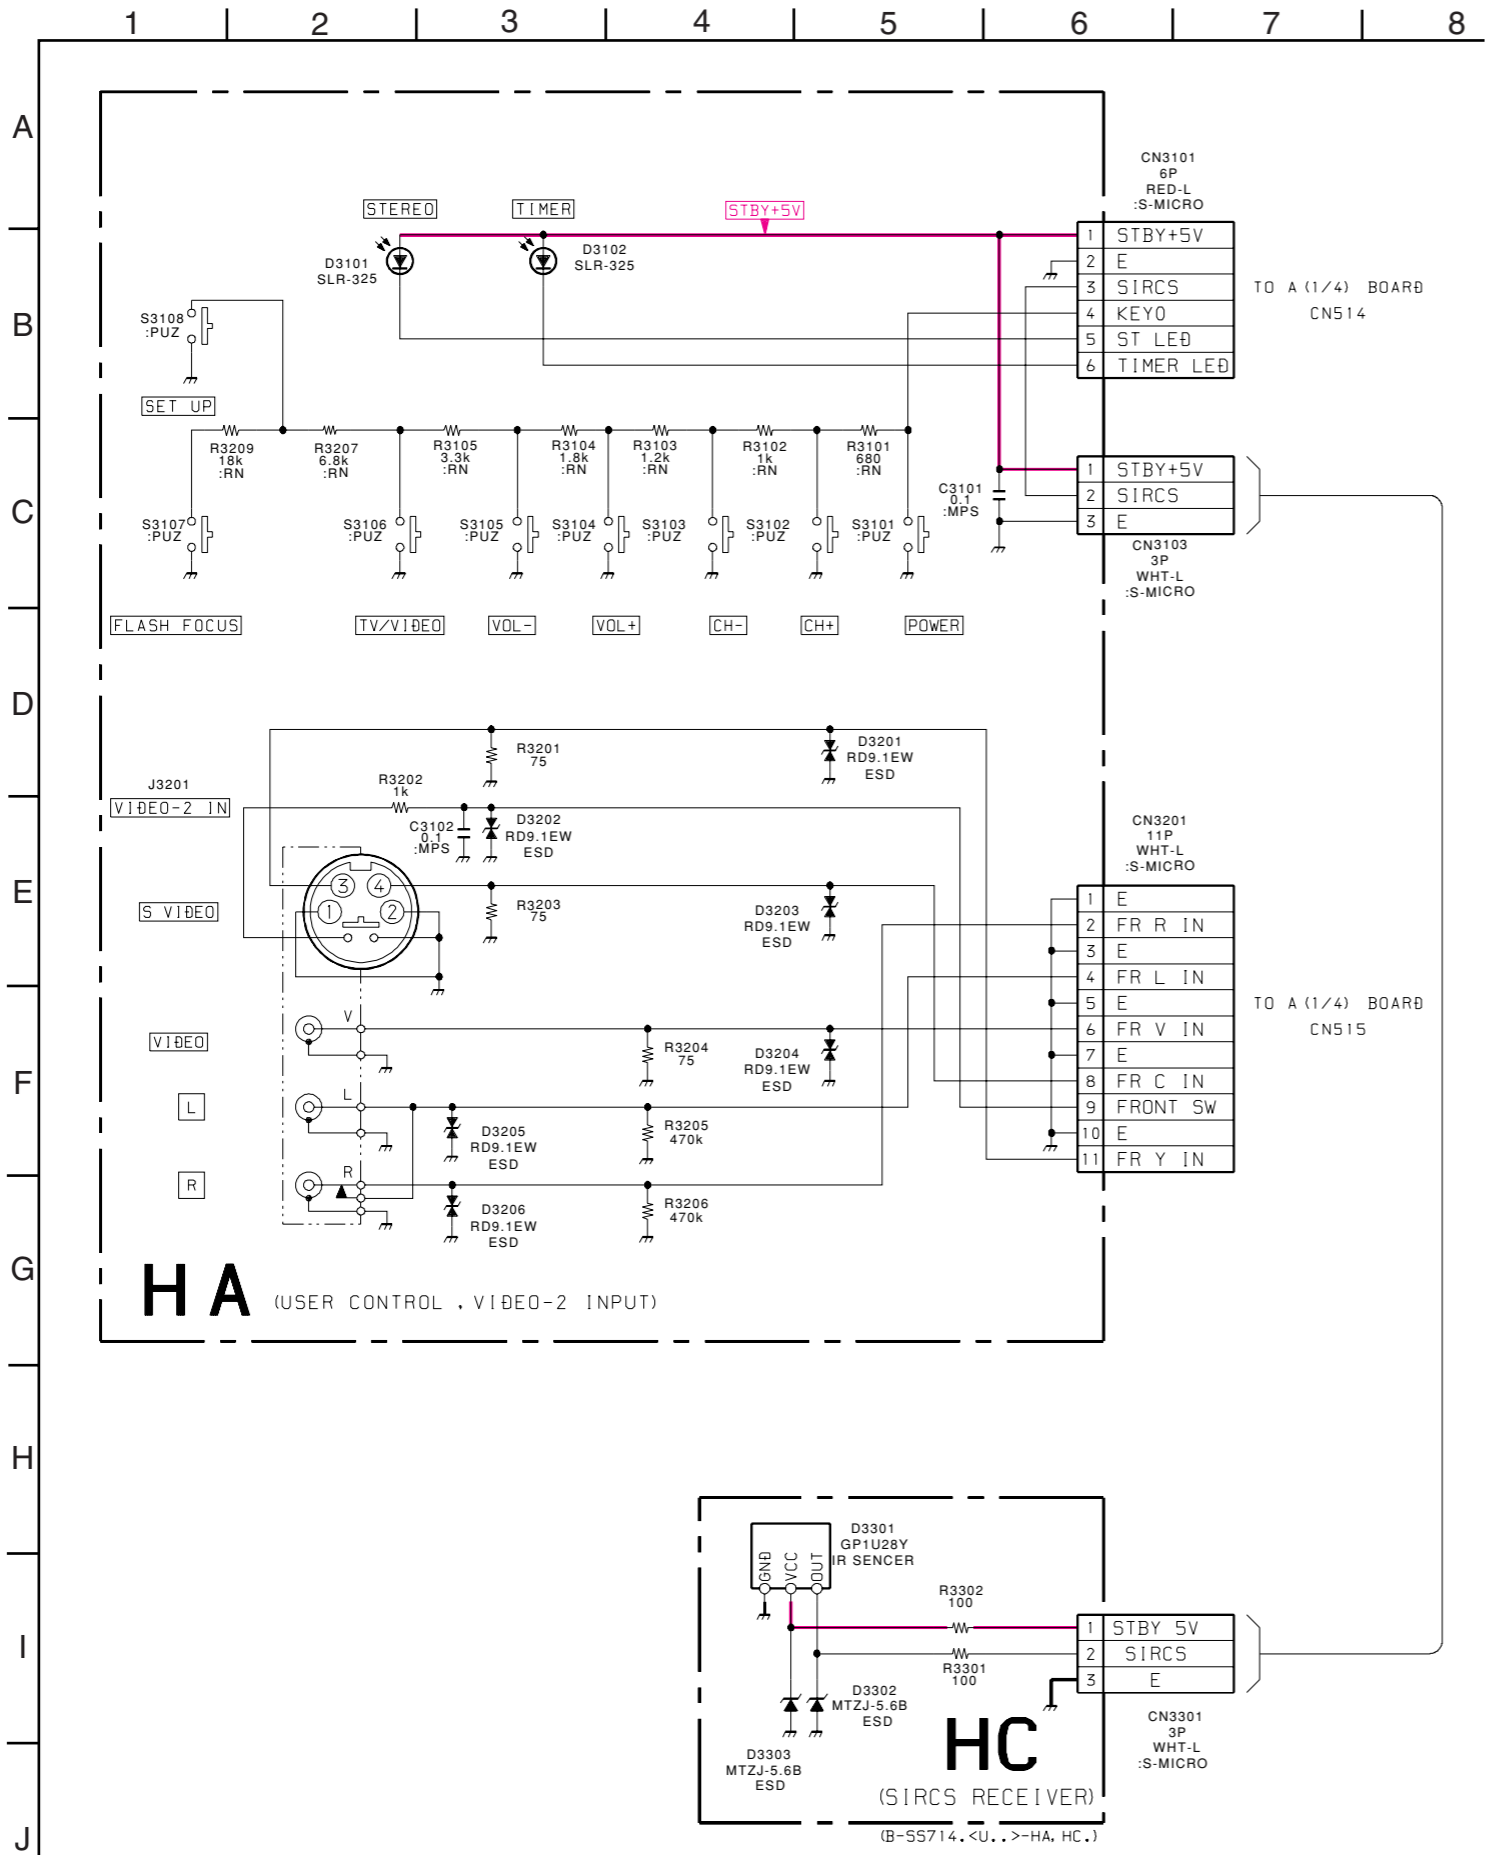 1 2 3 4 5 6 7 8
A
B
C
D
E
F
G
H
I
J
CN3101
6P
RED-L
:S-MICRO
STEREO
TIMER
STBY+5V
D3101
SLR-325
D3102
SLR-325
1 STBY+5V
2 E
3 SIRCS
4 KEYO
5 ST LED
6 TIMER LED
TO A (1/4) BOARD
CN514
S3108
:PUZ
SET UP
R3209
18k
:RN
R3207
6.8k
:RN
R3105
3.3k
:RN
R3104
1.8k
:RN
R3103
1.2k
:RN
R3102
1k
:RN
R3101
680
:RN
C3101
0.1
:MPS
1 STBY+5V
2 SIRCS
3 E
CN3103
3P
WHT-L
:S-MICRO
S3107
:PUZ
S3106
:PUZ
S3105
:PUZ
S3104
:PUZ
S3103
:PUZ
S3102
:PUZ
S3101
:PUZ
FLASH FOCUS
TV/VIDEO
VOL-
VOL+
CH-
CH+
POWER
R3201
75
D3201
RD9.1EW
ESD
J3201
VIDEO-2 IN
R3202
1k
C3102
0.1
:MPS
D3202
RD9.1EW
ESD
CN3201
11P
WHT-L
:S-MICRO
S VIDEO
3 4
1 2
R3203
75
D3203
RD9.1EW
ESD
1 E
2 FR R IN
3 E
4 FR L IN
5 E
6 FR V IN
7 E
8 FR C IN
9 FRONT SW
10 E
11 FR Y IN
TO A (1/4) BOARD
CN515
VIDEO
V
R3204
75
D3204
RD9.1EW
ESD
L
L
D3205
RD9.1EW
ESD
R3205
470k
R
R
D3206
RD9.1EW
ESD
R3206
470k
HA (USER CONTROL , VIDEO-2 INPUT)
D3301
GP1U28Y
IR SENCER
GND
VCC
OUT
R3302
100
R3301
100
1 STBY 5V
2 SIRCS
3 E
CN3301
3P
WHT-L
:S-MICRO
D3302
MTZJ-5.6B
ESD
D3303
MTZJ-5.6B
ESD
HC
(SIRCS RECEIVER)
(B-SS714.<U..>-HA, HC.)